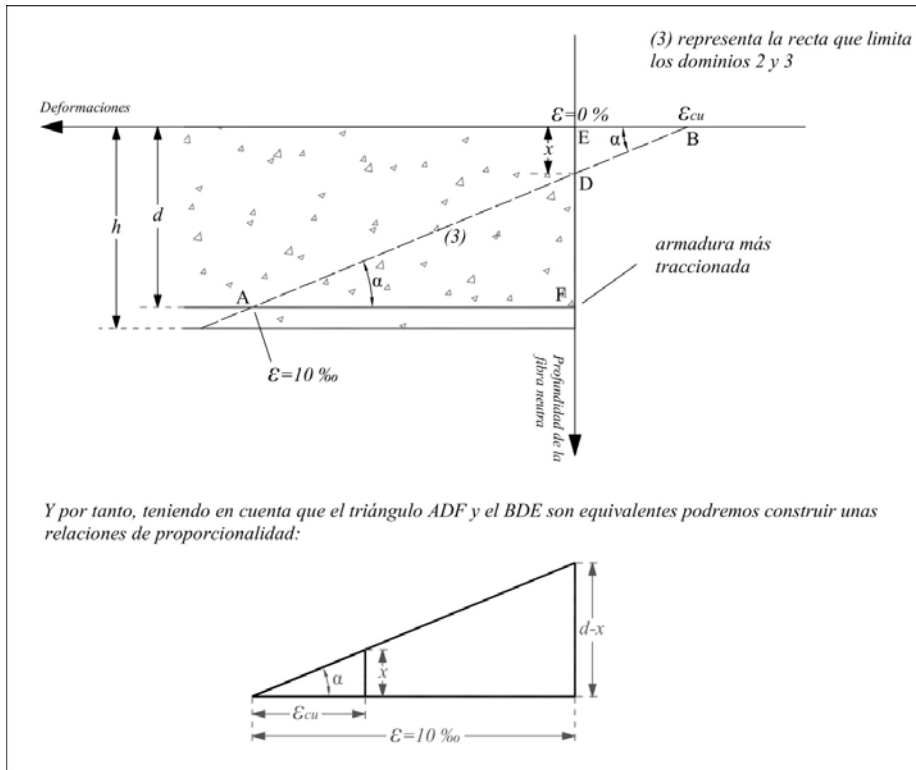 (3) representa la recta que limita
los dominios 2 y 3
Deformaciones
Ɛ=0 %
Ɛcu
E
α
B
x
D
h
d
(3)
armadura más
traccionada
α
A
F
Ɛ=10 ‰
Profundidad de la
fibra neutra
Y por tanto, teniendo en cuenta que el triángulo ADF y el BDE son equivalentes podremos construir unas
relaciones de proporcionalidad:
d-x
α
x
Ɛcu
Ɛ=10 ‰